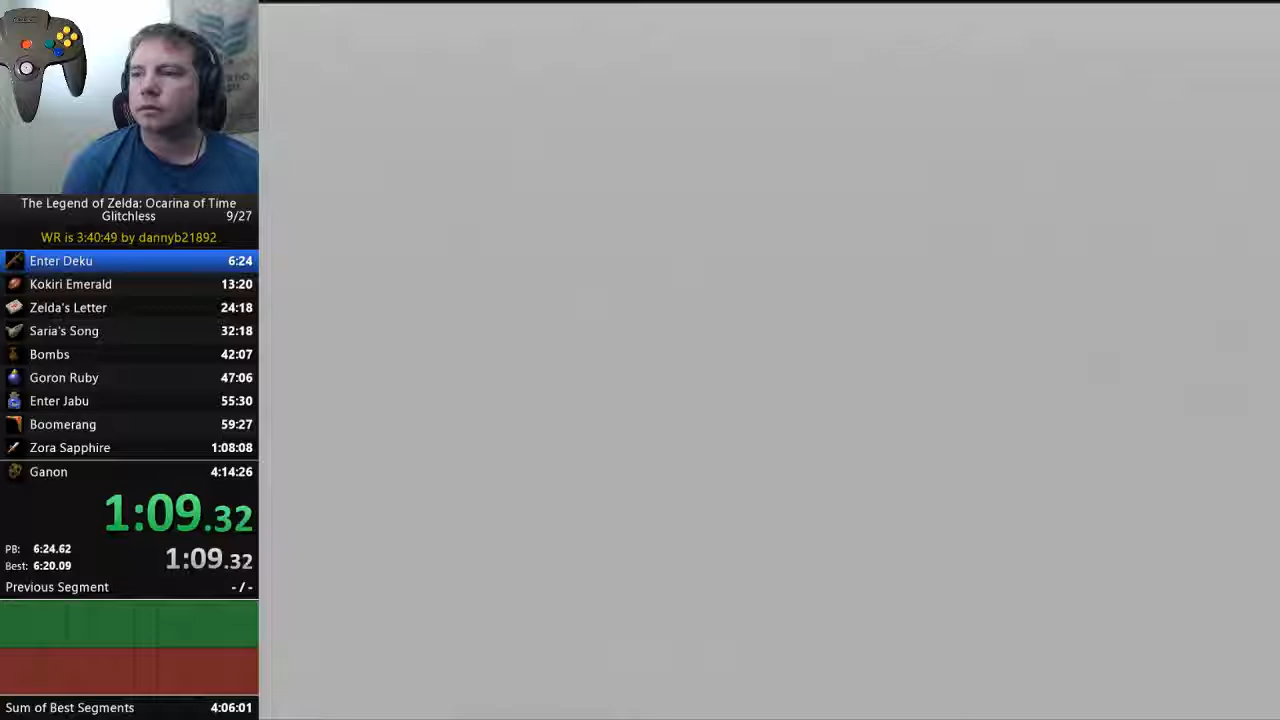 The Legend of Zelda: Ocarina of Time
Glitchless 9/27
WR is 3:40:49 by dannyb21892
Enter Deku 6:24
Kokiri Emerald 13:20
Zelda's Letter 24:18
Saria's Song 32:18
Bombs 42:07
Goron Ruby 47:06
Enter Jabu 55:30
Boomerang 59:27
Zora Sapphire 1:08:08
Ganon 4:14:26
1:09.32
PB: 6:24.62
Best: 6:20.09
1:09.32
Previous Segment - / -
Sum of Best Segments 4:06:01